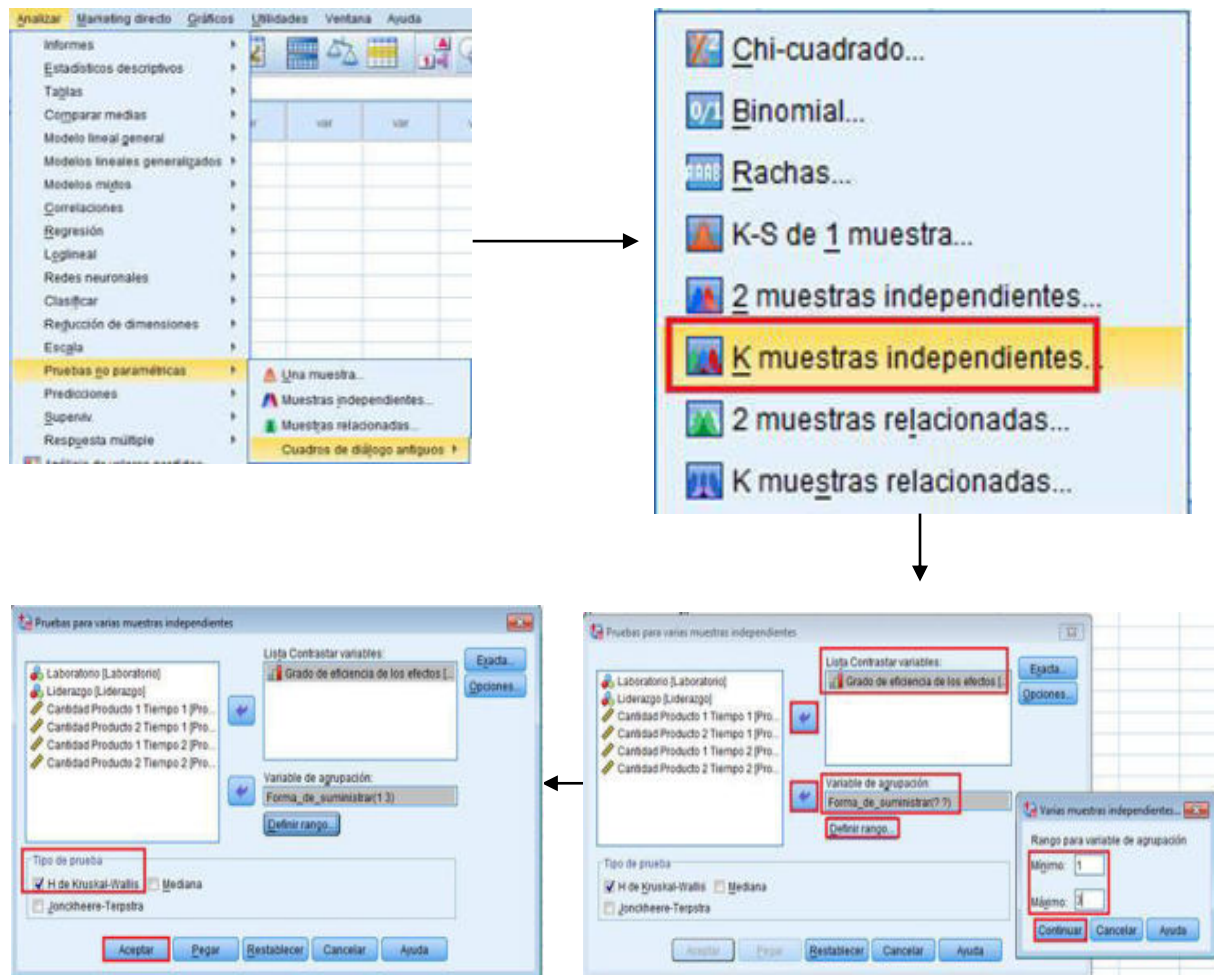 Analizar Marketing directo Gráficos Utilidades Ventana Ayuda
Informes
Estadísticos descriptivos
Tablas
Comparar medias
Modelo lineal general
Modelos lineales generalizados
Modelos mixtos
Correlaciones
Regresión
Loglineal
Redes neuronales
Clasificar
Reducción de dimensiones
Escala
Pruebas no paramétricas
Predicciones
Superviv.
Respuesta múltiple
var var
Una muestra...
Muestras independientes...
Muestras relacionadas...
Cuadros de diálogo antiguos
Chi-cuadrado...
Binomial...
Rachas...
K-S de 1 muestra...
2 muestras independientes...
K muestras independientes...
2 muestras relacionadas...
K muestras relacionadas...
Pruebas para varias muestras independientes
Laboratorio [Laboratorio]
Liderazgo [Liderazgo]
Cantidad Producto 1 Tiempo 1 [Pro...
Cantidad Producto 2 Tiempo 1 [Pro...
Cantidad Producto 1 Tiempo 2 [Pro...
Cantidad Producto 2 Tiempo 2 [Pro...
Lista Contrastar variables:
Grado de eficiencia de los efectos [...
Exacta...
Opciones...
Variable de agrupación:
Forma_de_suministrar(1 3)
Definir rango...
Tipo de prueba
H de Kruskal-Wallis Mediana
Jonckheere-Terpstra
Aceptar Pegar Restablecer Cancelar Ayuda
Pruebas para varias muestras independientes
Laboratorio [Laboratorio]
Liderazgo [Liderazgo]
Cantidad Producto 1 Tiempo 1 [Pro...
Cantidad Producto 2 Tiempo 1 [Pro...
Cantidad Producto 1 Tiempo 2 [Pro...
Cantidad Producto 2 Tiempo 2 [Pro...
Lista Contrastar variables:
Grado de eficiencia de los efectos [...
Exacta...
Opciones...
Variable de agrupación:
Forma_de_suministrar(? ?)
Definir rango...
Tipo de prueba
H de Kruskal-Wallis Mediana
Jonckheere-Terpstra
Aceptar Pegar Restablecer Cancelar Ayuda
Varias muestras independientes...
Rango para variable de agrupación
Mínimo: 1
Máximo: 3
Continuar Cancelar Ayuda